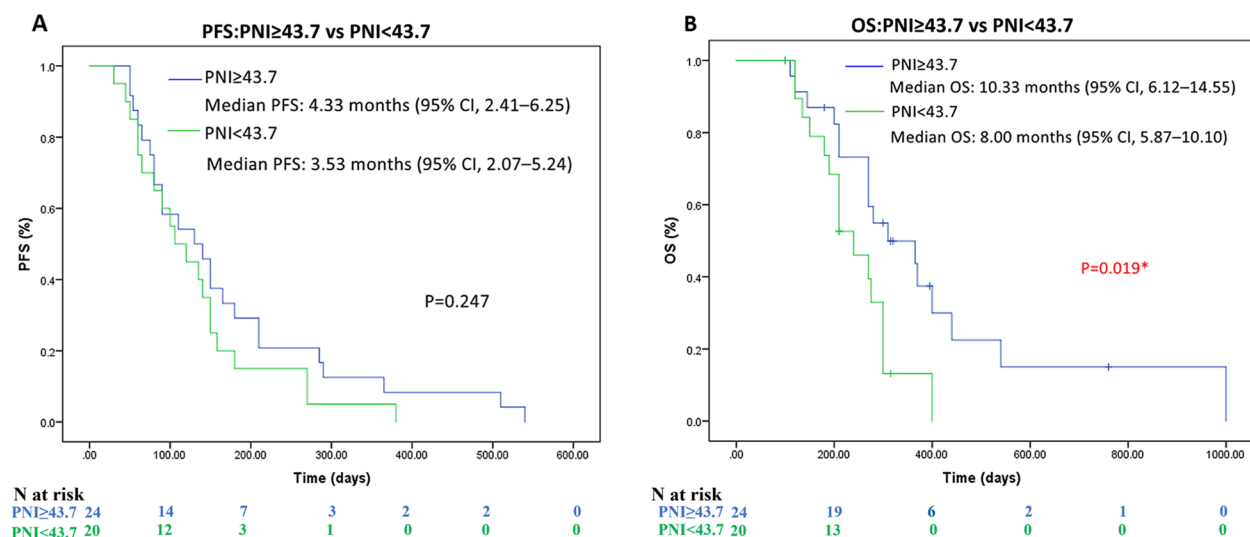 A
PFS:PNI≥43.7 vs PNI<43.7
PNI≥43.7
Median PFS: 4.33 months (95% CI, 2.41–6.25)
PNI<43.7
Median PFS: 3.53 months (95% CI, 2.07–5.24)
P=0.247
PFS (%)
1.0
0.8
0.6
0.4
0.2
0.0
.00 100.00 200.00 300.00 400.00 500.00 600.00
Time (days)
N at risk
PNI≥43.7 24 14 7 3 2 2 0
PNI<43.7 20 12 3 1 0 0 0
B
OS:PNI≥43.7 vs PNI<43.7
PNI≥43.7
Median OS: 10.33 months (95% CI, 6.12–14.55)
PNI<43.7
Median OS: 8.00 months (95% CI, 5.87–10.10)
P=0.019*
OS (%)
1.0
0.8
0.6
0.4
0.2
0.0
.00 200.00 400.00 600.00 800.00 1000.00
Time (days)
N at risk
PNI≥43.7 24 19 6 2 1 0
PNI<43.7 20 13 0 0 0 0